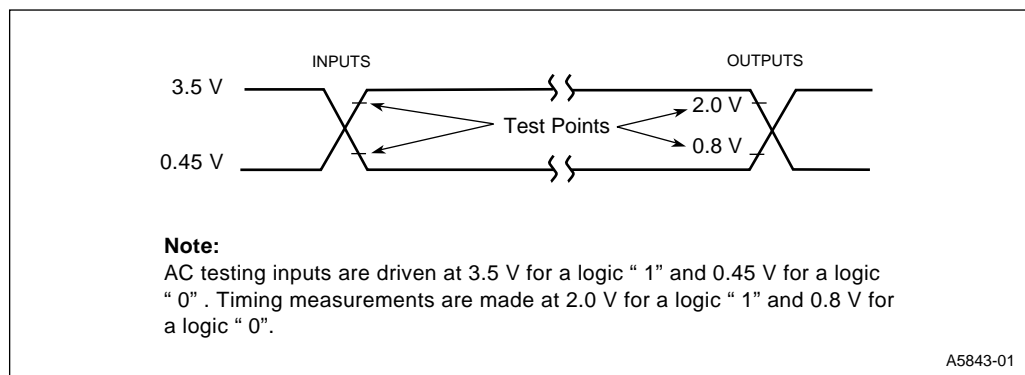 INPUTS
OUTPUTS
3.5 V
2.0 V
Test Points
0.8 V
0.45 V
Note:
AC testing inputs are driven at 3.5 V for a logic “ 1” and 0.45 V for a logic
“ 0” . Timing measurements are made at 2.0 V for a logic “ 1” and 0.8 V for
a logic “ 0”.
A5843-01